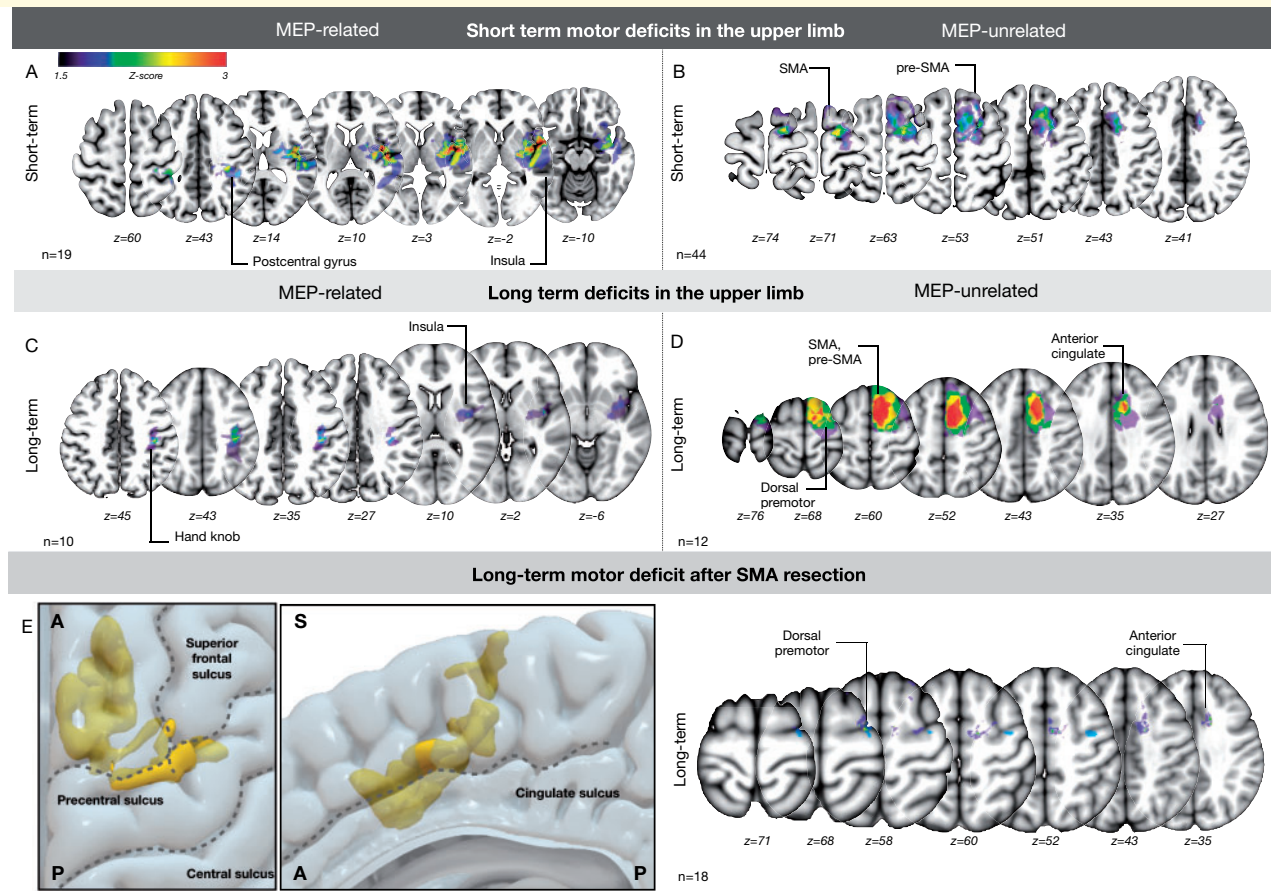 MEP-related Short term motor deficits in the upper limb MEP-unrelated
A
1.5 Z-score 3
Short-term
z=60 z=43 z=14 z=10 z=3 z=-2 z=-10
n=19
Postcentral gyrus
Insula
B
SMA
pre-SMA
Short-term
z=74 z=71 z=63 z=53 z=51 z=43 z=41
n=44
MEP-related Long term deficits in the upper limb MEP-unrelated
C
Insula
Long-term
z=45 z=43 z=35 z=27 z=10 z=2 z=-6
Hand knob
n=10
D
SMA,
pre-SMA
Anterior
cingulate
Long-term
Dorsal
premotor
z=76 z=68 z=60 z=52 z=43 z=35 z=27
n=12
Long-term motor deficit after SMA resection
E
A
Superior
frontal
sulcus
Precentral sulcus
P
Central sulcus
S
Cingulate sulcus
A
P
Dorsal
premotor
Anterior
cingulate
Long-term
z=71 z=68 z=58 z=60 z=52 z=43 z=35
n=18